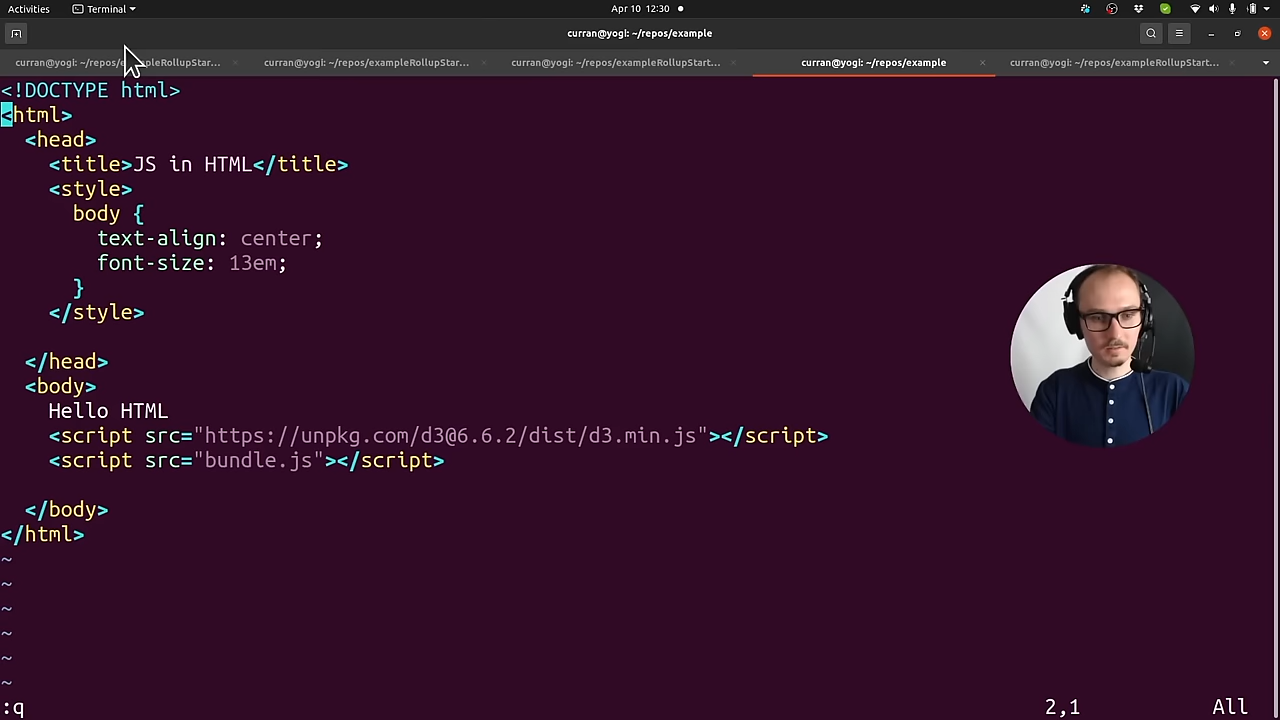 Activities
Terminal
Apr 10 12:30
curran@yogi: ~/repos/example
curran@yogi: ~/repos/exampleRollupStar...
curran@yogi: ~/repos/exampleRollupStar...
curran@yogi: ~/repos/exampleRollupStart...
curran@yogi: ~/repos/example
curran@yogi: ~/repos/exampleRollupStart...
<!DOCTYPE html>
<html>
  <head>
    <title>JS in HTML</title>
    <style>
      body {
        text-align: center;
        font-size: 13em;
      }
    </style>

  </head>
  <body>
    Hello HTML
    <script src="https://unpkg.com/d3@6.6.2/dist/d3.min.js"></script>
    <script src="bundle.js"></script>

  </body>
</html>
~
~
~
~
~
~
:q 2,1 All